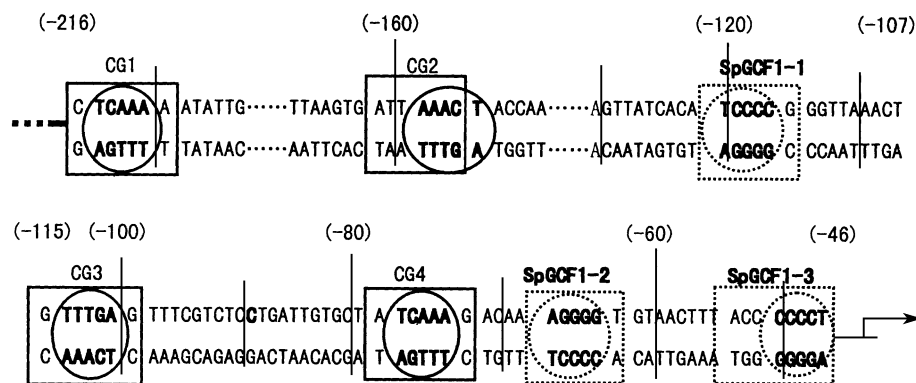 (-216) (-160) (-120) (-107)
CG1 CG2 SpGCF1-1
C TCAAA A ATATTG······TTAAGTG ATT AAAC T ACCAA······AGTTATCACA TCCCC G GGTTAAACT
G AGTTT T TATAAC······AATTCAC TAA TTTG A TGGTT······ACAATAGTGT AGGGG C CCAATTTGA
(-115) (-100) (-80) (-60) (-46)
CG3 CG4 SpGCF1-2 SpGCF1-3
G TTTGA G TTTCGTCTCCCTGATTGTGCT A TCAAA G ACAA AGGGG T GTAACTTT ACC CCCCT
C AAACT C AAAGCAGAGGACTAACACGA T AGTTT C TGTT TCCCC A CATTGAAA TGG GGGGA